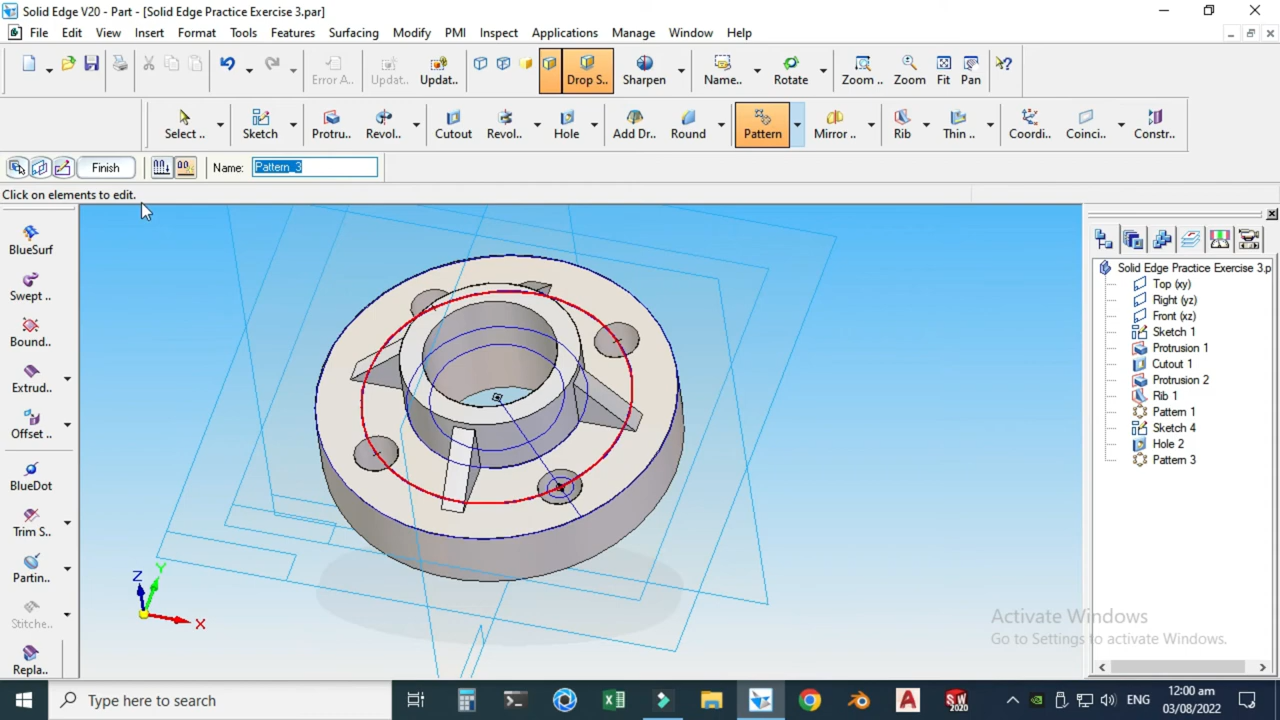 Solid Edge V20 - Part - [Solid Edge Practice Exercise 3.par]
File Edit View Insert Format Tools Features Surfacing Modify PMI Inspect Applications Manage Window Help
Error A.. Updat.. Updat.. Drop S.. Sharpen Name.. Rotate Zoom .. Zoom Fit Pan
Select .. Sketch Protru.. Revol.. Cutout Revol.. Hole Add Dr.. Round Pattern Mirror .. Rib Thin .. Coordi.. Coinci.. Constr..
Finish Name: Pattern_3
Click on elements to edit.
BlueSurf
Swept ..
Bound..
Extrud..
Offset ..
BlueDot
Trim S..
Partin..
Stitche..
Repla..
Solid Edge Practice Exercise 3.p
Top (xy)
Right (yz)
Front (xz)
Sketch 1
Protrusion 1
Cutout 1
Protrusion 2
Rib 1
Pattern 1
Sketch 4
Hole 2
Pattern 3
Z
Y
X
Activate Windows
Go to Settings to activate Windows.
Type here to search
ENG
12:00 am
03/08/2022